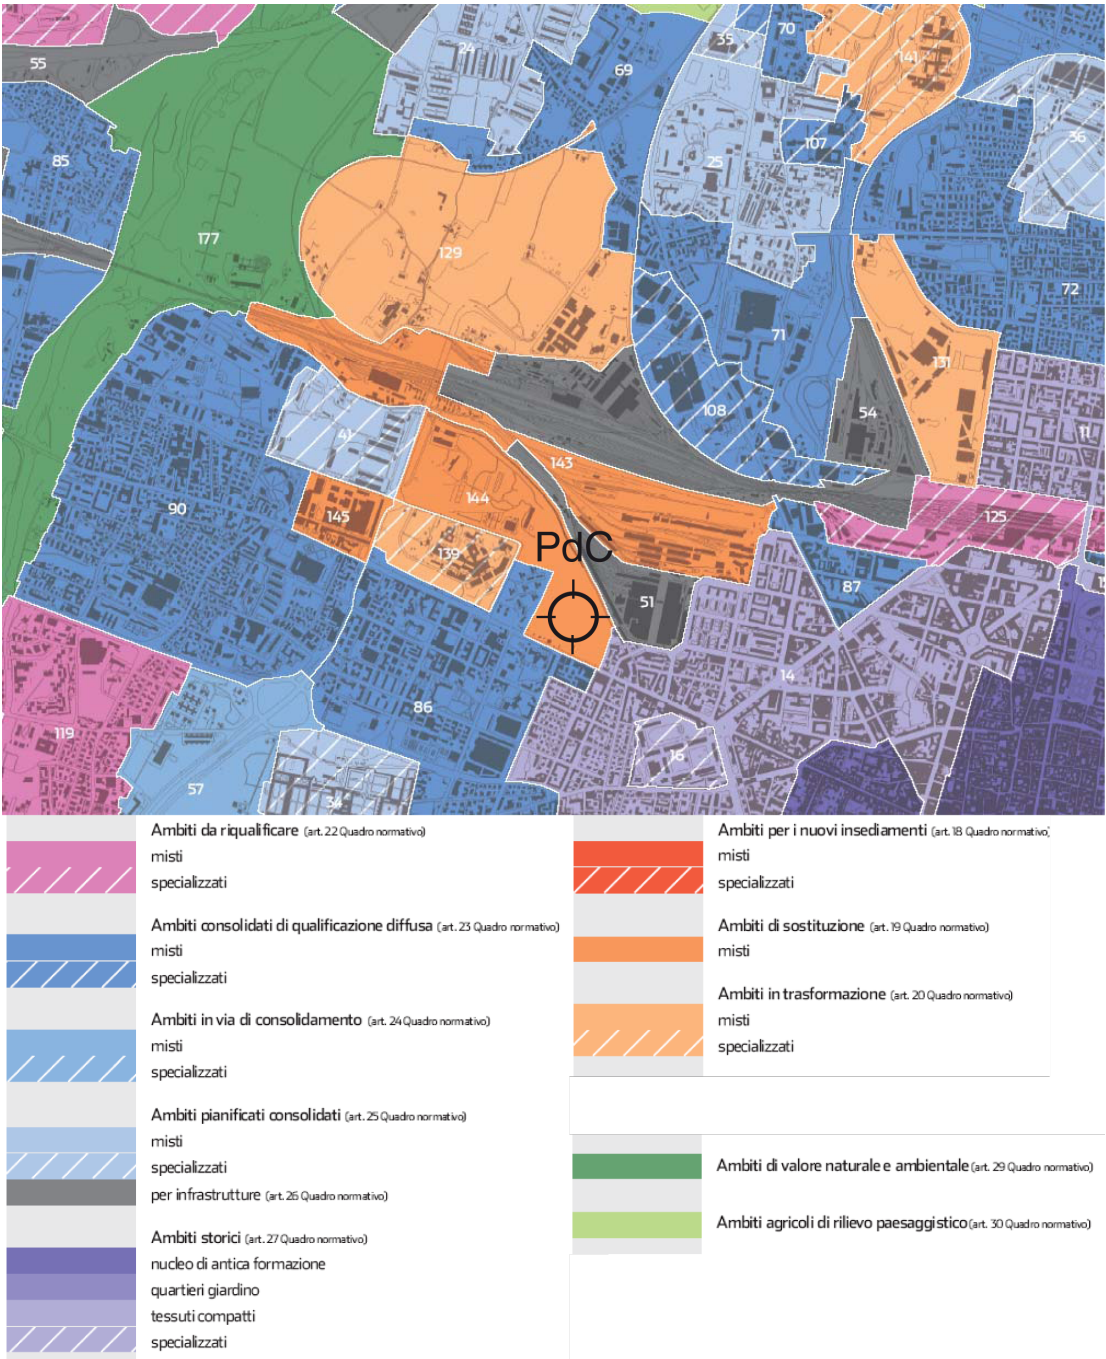 55
24
35
70
69
141
36
107
25
85
177
129
72
71
131
108
54
11
41
143
144
90
145
125
139
PdC
87
51
14
86
119
16
57
34
Ambiti da riqualificare (art. 22 Quadro normativo)
misti
specializzati
Ambiti consolidati di qualificazione diffusa (art. 23 Quadro normativo)
misti
specializzati
Ambiti in via di consolidamento (art. 24 Quadro normativo)
misti
specializzati
Ambiti pianificati consolidati (art. 25 Quadro normativo)
misti
specializzati
per infrastrutture (art. 26 Quadro normativo)
Ambiti storici (art. 27 Quadro normativo)
nucleo di antica formazione
quartieri giardino
tessuti compatti
specializzati
Ambiti per i nuovi insediamenti (art. 18 Quadro normativo)
misti
specializzati
Ambiti di sostituzione (art. 19 Quadro normativo)
misti
Ambiti in trasformazione (art. 20 Quadro normativo)
misti
specializzati
Ambiti di valore naturale e ambientale (art. 29 Quadro normativo)
Ambiti agricoli di rilievo paesaggistico (art. 30 Quadro normativo)